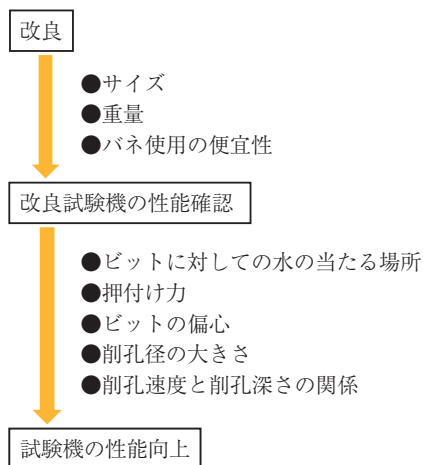 改良
●サイズ
●重量
●バネ使用の便宜性
改良試験機の性能確認
●ビットに対しての水の当たる場所
●押付け力
●ビットの偏心
●削孔径の大きさ
●削孔速度と削孔深さの関係
試験機の性能向上